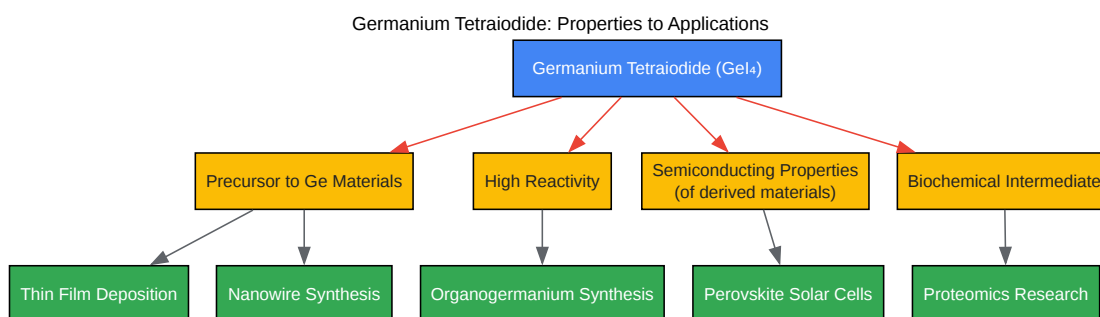 Germanium Tetraiodide: Properties to Applications
Germanium Tetraiodide (GeI₄)
Precursor to Ge Materials
High Reactivity
Semiconducting Properties
(of derived materials)
Biochemical Intermediate
Thin Film Deposition
Nanowire Synthesis
Organogermanium Synthesis
Perovskite Solar Cells
Proteomics Research